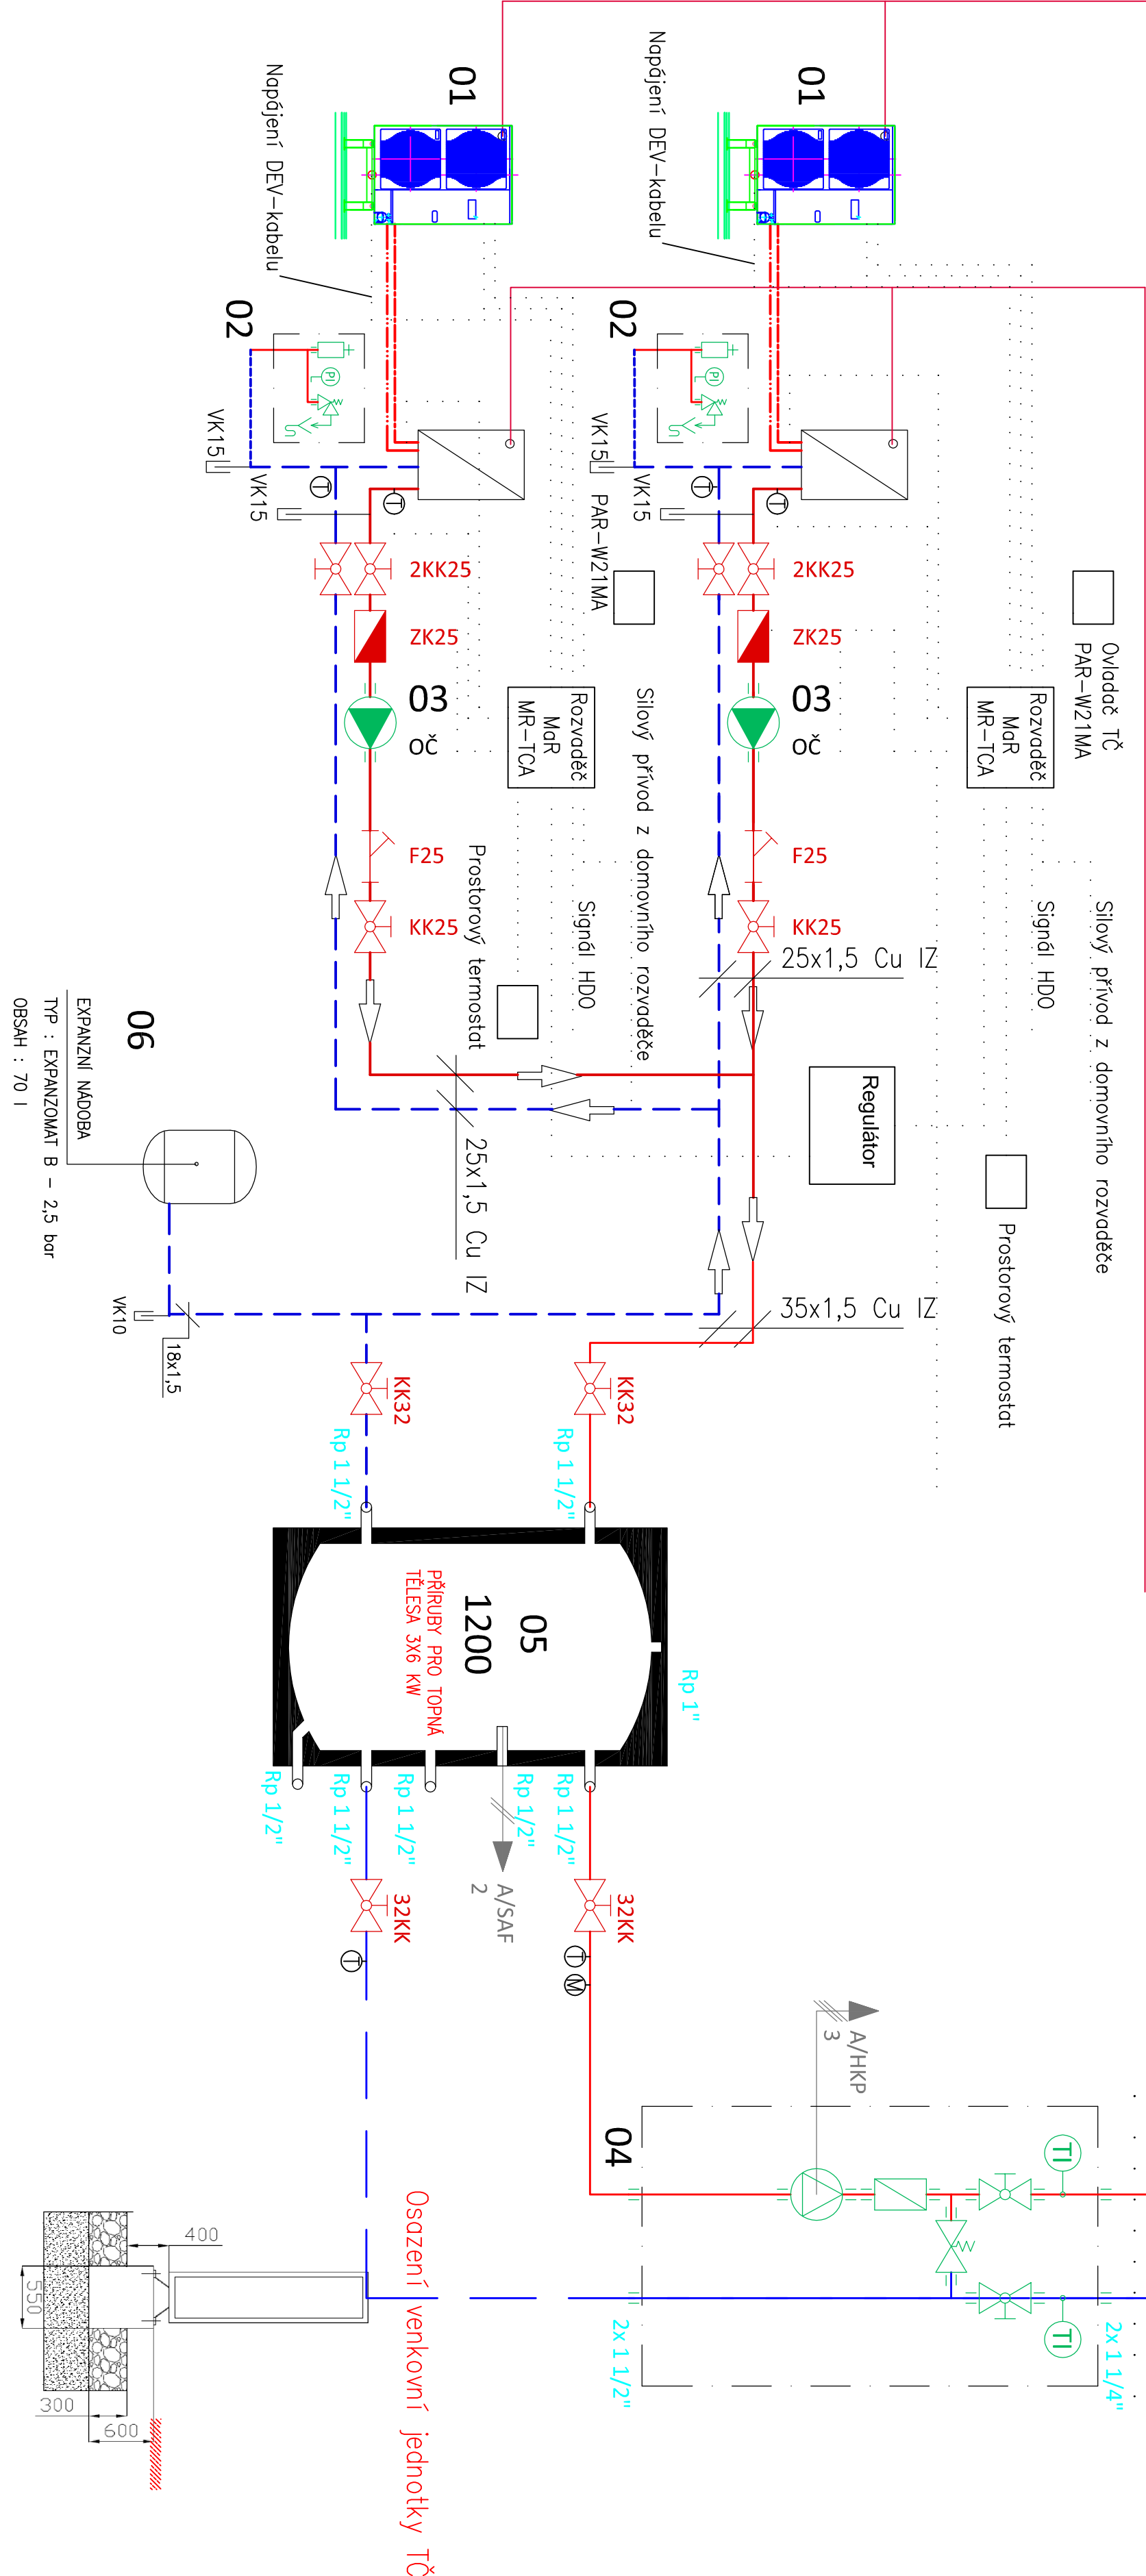 01
Napájení DEV-kabelu
01
Napájení DEV-kabelu
02
PI
VK15
VK15
02
PI
VK15
VK15
T
T
T
T
2KK25
ZK25
03
OČ
F25
KK25
2KK25
ZK25
03
OČ
F25
KK25
PAR-W21MA
Ovladač TČ
PAR-W21MA
Rozvaděč
MaR
MR-TCA
Rozvaděč
MaR
MR-TCA
Silový přívod z domovního rozvaděče
Signál HDO
Prostorový termostat
Silový přívod z domovního rozvaděče
Signál HDO
Prostorový termostat
25x1,5 Cu IZ
25x1,5 Cu IZ
35x1,5 Cu IZ
Regulátor
06
EXPANZNÍ NÁDOBA
TYP : EXPANZOMAT B - 2,5 bar
OBSAH : 70 l
VK10
18x1,5
KK32
KK32
Rp 1 1/2"
Rp 1 1/2"
05
1200
PŘÍRUBY PRO TOPNÁ
TĚLESA 3X6 KW
Rp 1"
Rp 1/2"
Rp 1 1/2"
Rp 1 1/2"
Rp 1/2"
Rp 1 1/2"
A/SAF
2
32KK
32KK
T
T
M
A/HKP
3
04
TI
TI
2x 1 1/2"
2x 1 1/4"
Osazení venkovní jednotky TČ
400
550
300
600